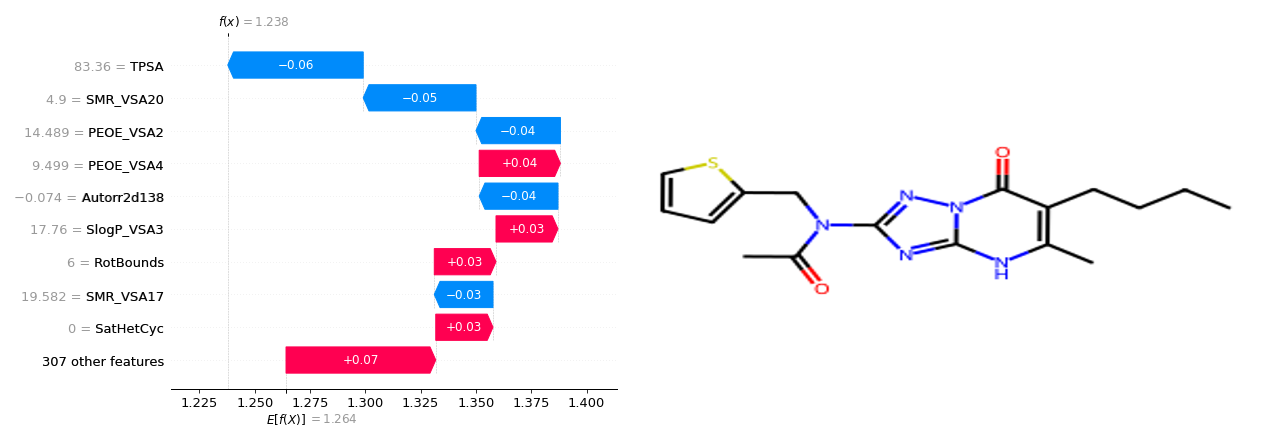 f(x) = 1.238
83.36 = TPSA −0.06
4.9 = SMR_VSA20 −0.05
14.489 = PEOE_VSA2 −0.04
9.499 = PEOE_VSA4 +0.04
−0.074 = Autorr2d138 −0.04
17.76 = SlogP_VSA3 +0.03
6 = RotBounds +0.03
19.582 = SMR_VSA17 −0.03
0 = SatHetCyc +0.03
307 other features +0.07
1.225 1.250 1.275 1.300 1.325 1.350 1.375 1.400
E[f(X)] = 1.264
O
S
N
N
N
N
N
H
O